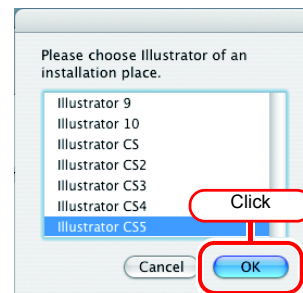 Please choose Illustrator of an
installation place.
Illustrator 9
Illustrator 10
Illustrator CS
Illustrator CS2
Illustrator CS3
Illustrator CS4
Illustrator CS5
Click
Cancel
OK